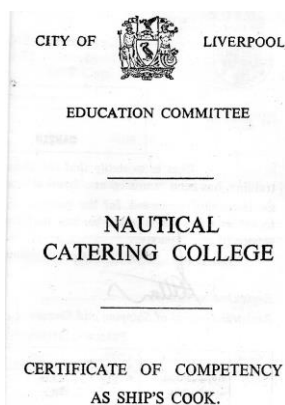 CITY OF LIVERPOOL
EDUCATION COMMITTEE
NAUTICAL
CATERING COLLEGE
CERTIFICATE OF COMPETENCY
AS SHIP'S COOK.